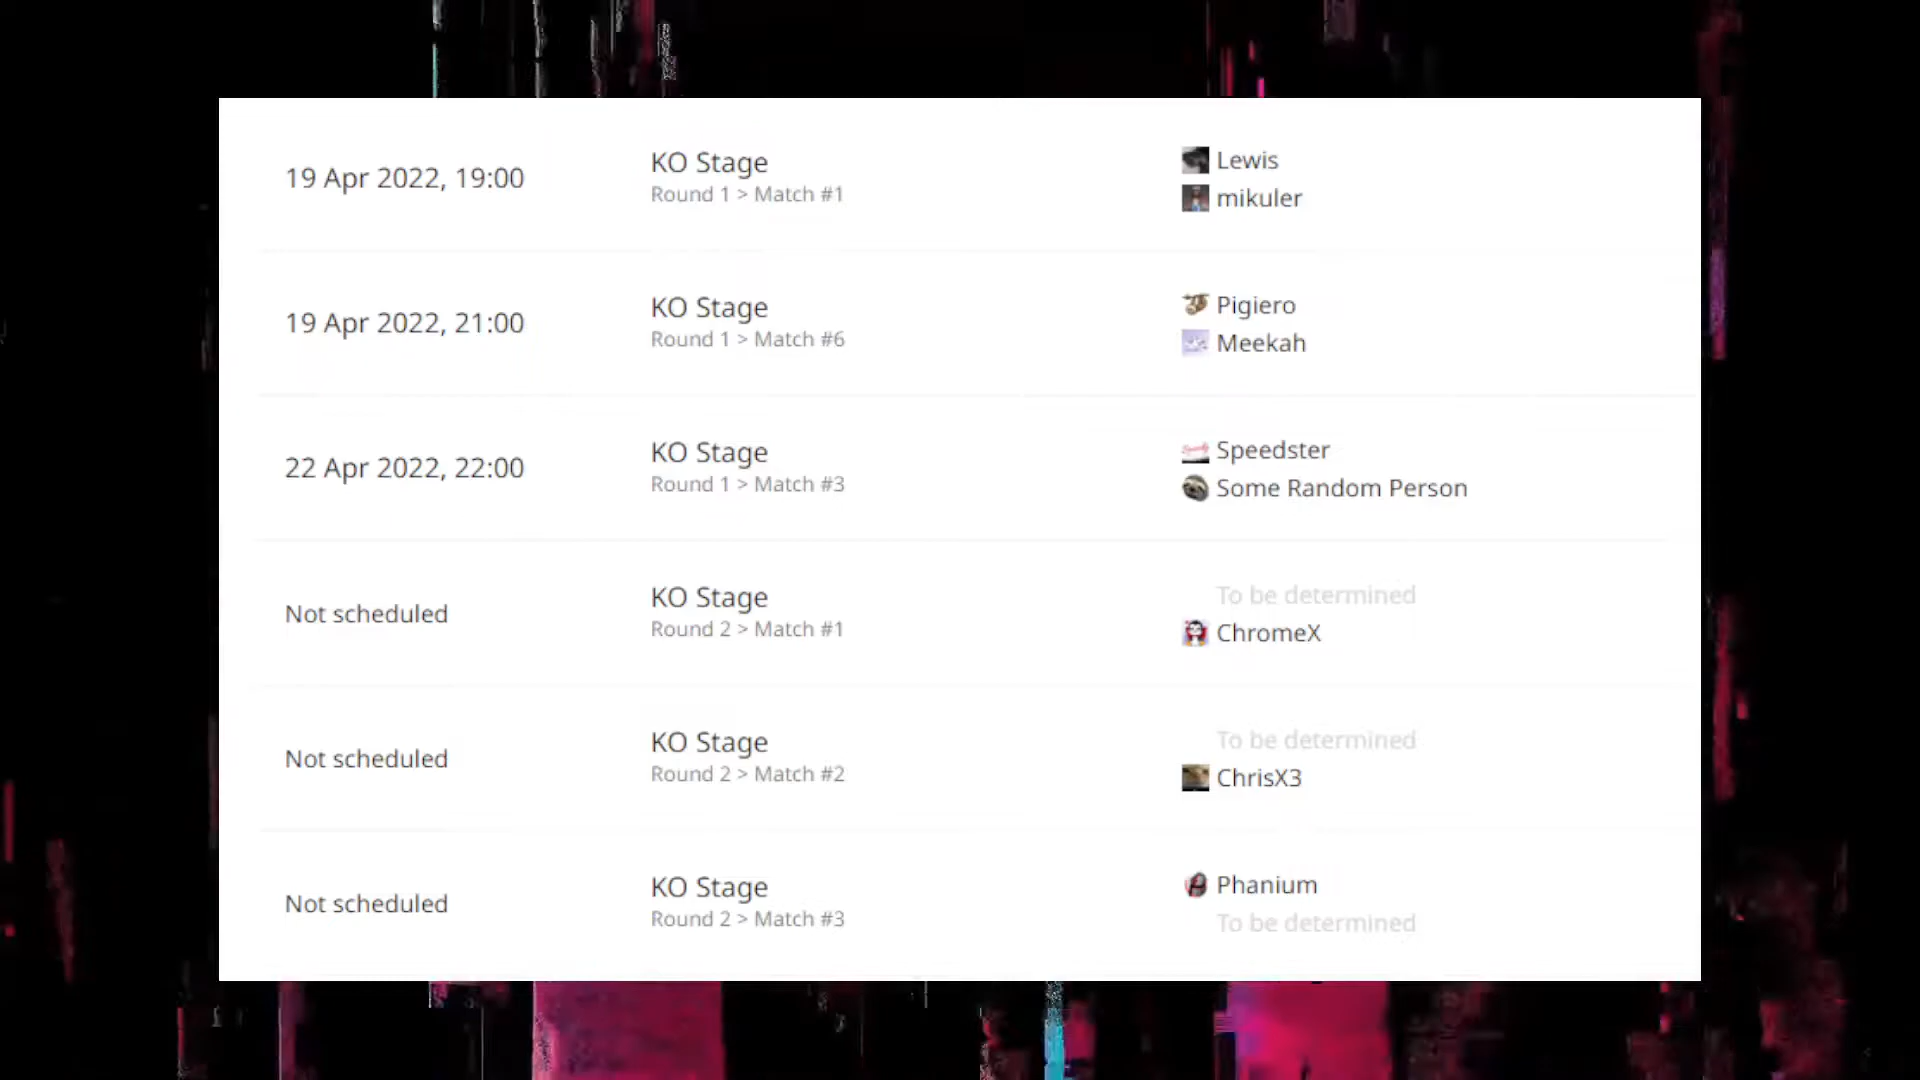 19 Apr 2022, 19:00
KO Stage
Round 1 > Match #1
Lewis
mikuler
19 Apr 2022, 21:00
KO Stage
Round 1 > Match #6
Pigiero
Meekah
22 Apr 2022, 22:00
KO Stage
Round 1 > Match #3
Speedster
Some Random Person
Not scheduled
KO Stage
Round 2 > Match #1
To be determined
ChromeX
Not scheduled
KO Stage
Round 2 > Match #2
To be determined
ChrisX3
Not scheduled
KO Stage
Round 2 > Match #3
Phanium
To be determined